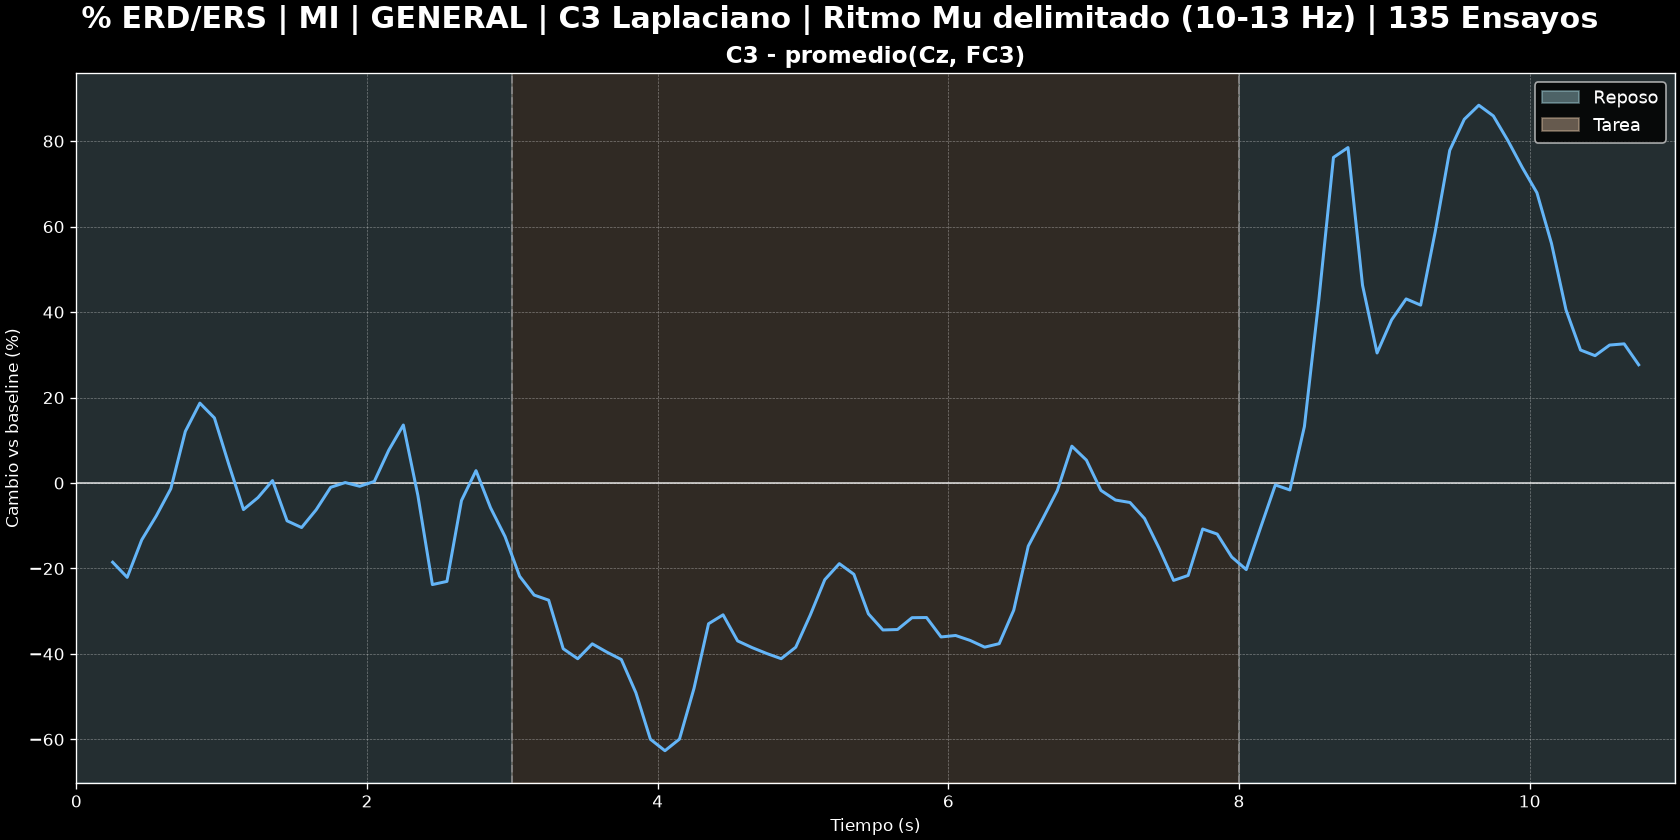 % ERD/ERS | MI | GENERAL | C3 Laplaciano | Ritmo Mu delimitado (10-13 Hz) | 135 Ensayos
C3 - promedio(Cz, FC3)
Reposo
Tarea
Cambio vs baseline (%)
80
60
40
20
0
−20
−40
−60
0 2 4 6 8 10
Tiempo (s)